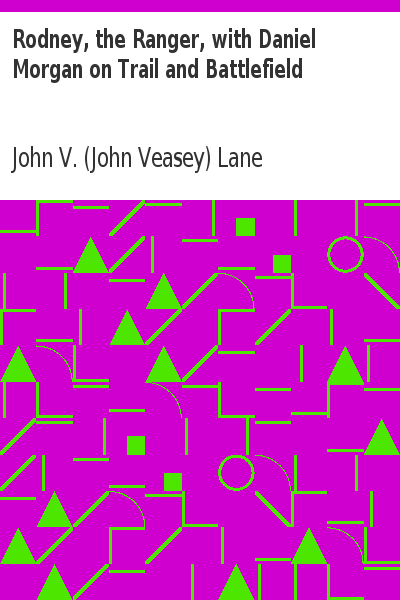 Rodney, the Ranger, with Daniel
Morgan on Trail and Battlefield
John V. (John Veasey) Lane